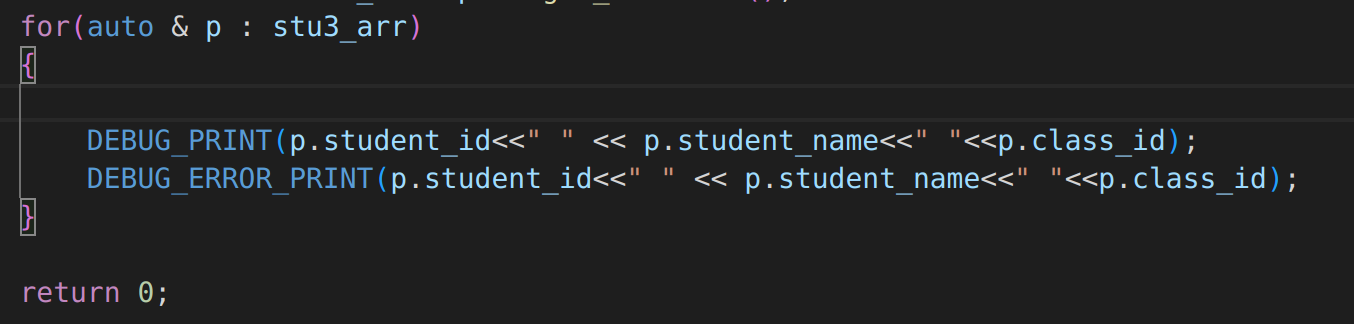 for(auto & p : stu3_arr)
{
DEBUG_PRINT(p.student_id<<" " << p.student_name<<" "<<p.class_id);
DEBUG_ERROR_PRINT(p.student_id<<" " << p.student_name<<" "<<p.class_id);
}
return 0;